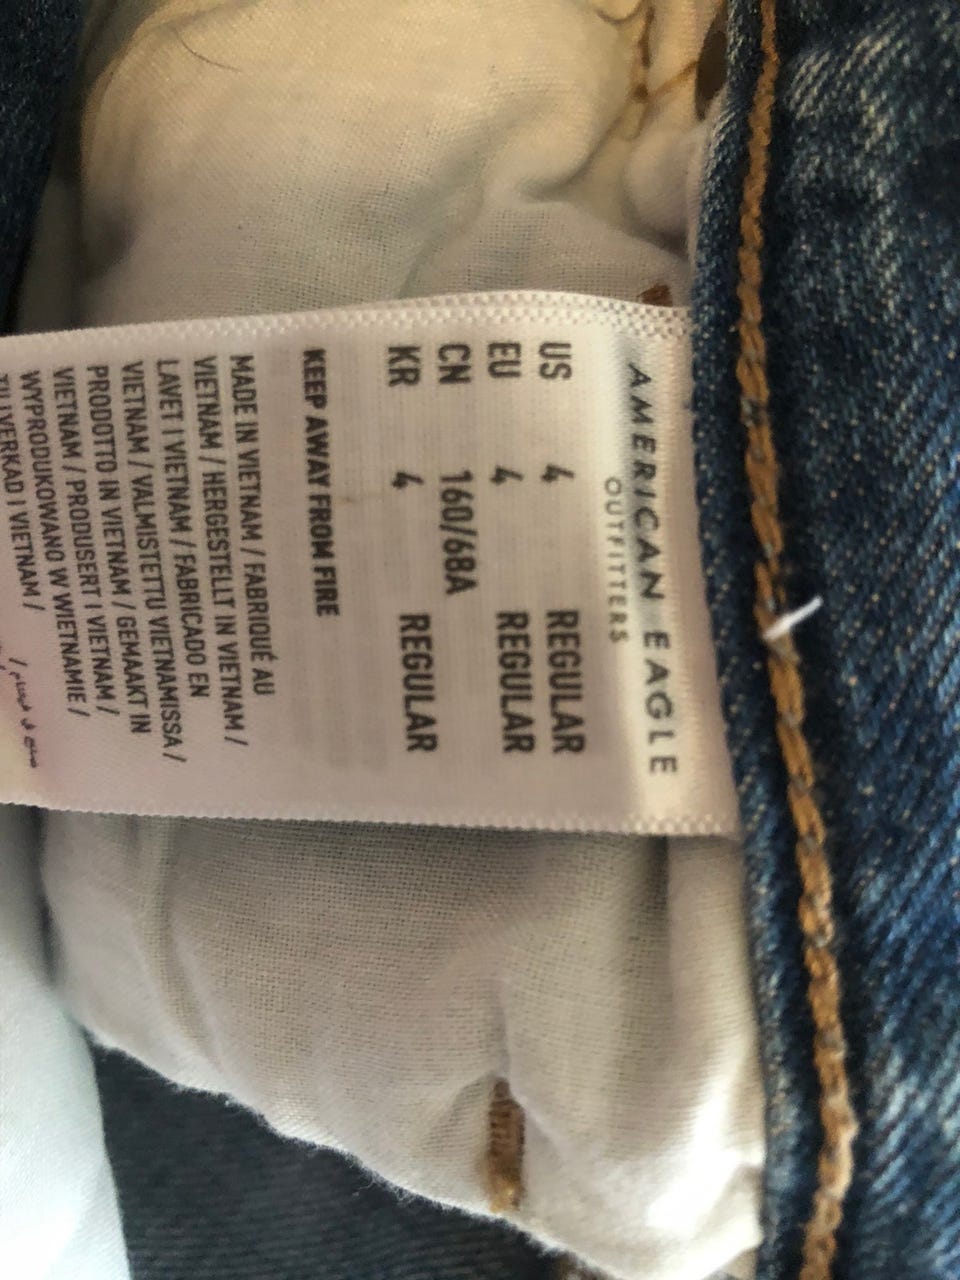 AMERICAN EAGLE
OUTFITTERS
US 4 REGULAR
EU 4 REGULAR
CN 160/68A
KR 4 REGULAR
KEEP AWAY FROM FIRE
MADE IN VIETNAM / FABRIQUÉ AU
VIETNAM / HERGESTELLT IN VIETNAM /
LAVET I VIETNAM / FABRICADO EN
VIETNAM / VALMISTETTU VIETNAMISSA /
PRODOTTO IN VIETNAM / GEMAAKT IN
VIETNAM / PRODUSERT I VIETNAM /
WYPRODUKOWANO W WIETNAMIE /
TILLVERKAD I VIETNAM /